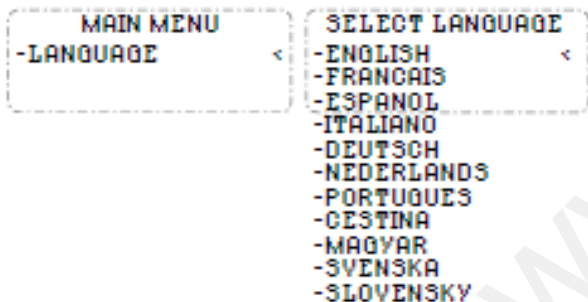 MAIN MENU
-LANGUAGE <
SELECT LANGUAGE
-ENGLISH <
-FRANCAIS
-ESPANOL
-ITALIANO
-DEUTSCH
-NEDERLANDS
-PORTUGUES
-CESTINA
-MAGYAR
-SVENSKA
-SLOVENSKY